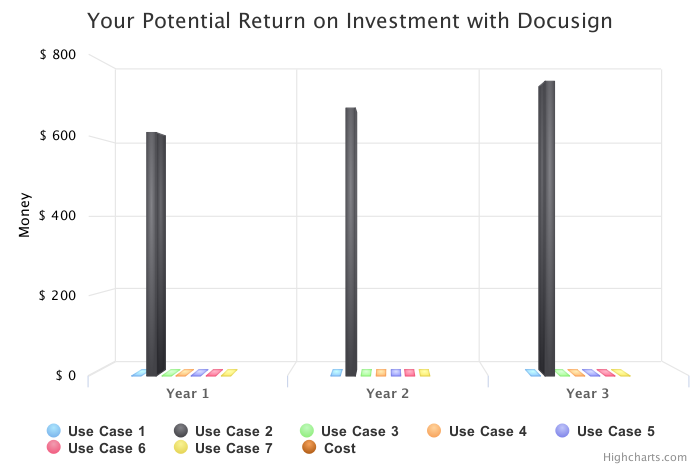 Your Potential Return on Investment with Docusign
$ 800
$ 600
$ 400
$ 200
$ 0
Money
Year 1 Year 2 Year 3
Use Case 1 Use Case 2 Use Case 3 Use Case 4 Use Case 5
Use Case 6 Use Case 7 Cost
Highcharts.com